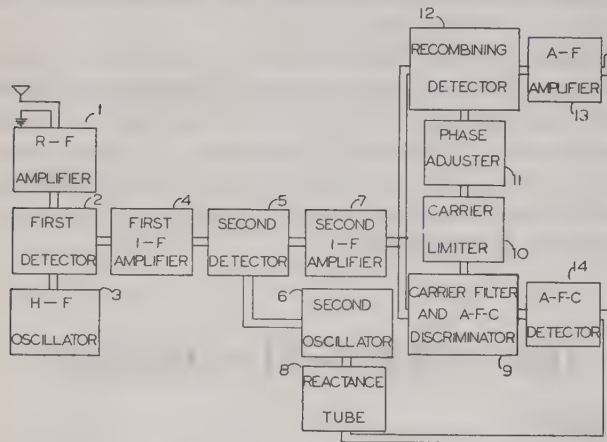 1
R-F
AMPLIFIER
2
FIRST
DETECTOR
3
H-F
OSCILLATOR
4
FIRST
I-F
AMPLIFIER
5
SECOND
DETECTOR
7
SECOND
I-F
AMPLIFIER
6
SECOND
OSCILLATOR
8
REACTANCE
TUBE
12
RECOMBINING
DETECTOR
A-F
AMPLIFIER
13
PHASE
ADJUSTER
11
CARRIER
LIMITER
10
CARRIER FILTER
AND A-F-C
DISCRIMINATOR
9
14
A-F-C
DETECTOR